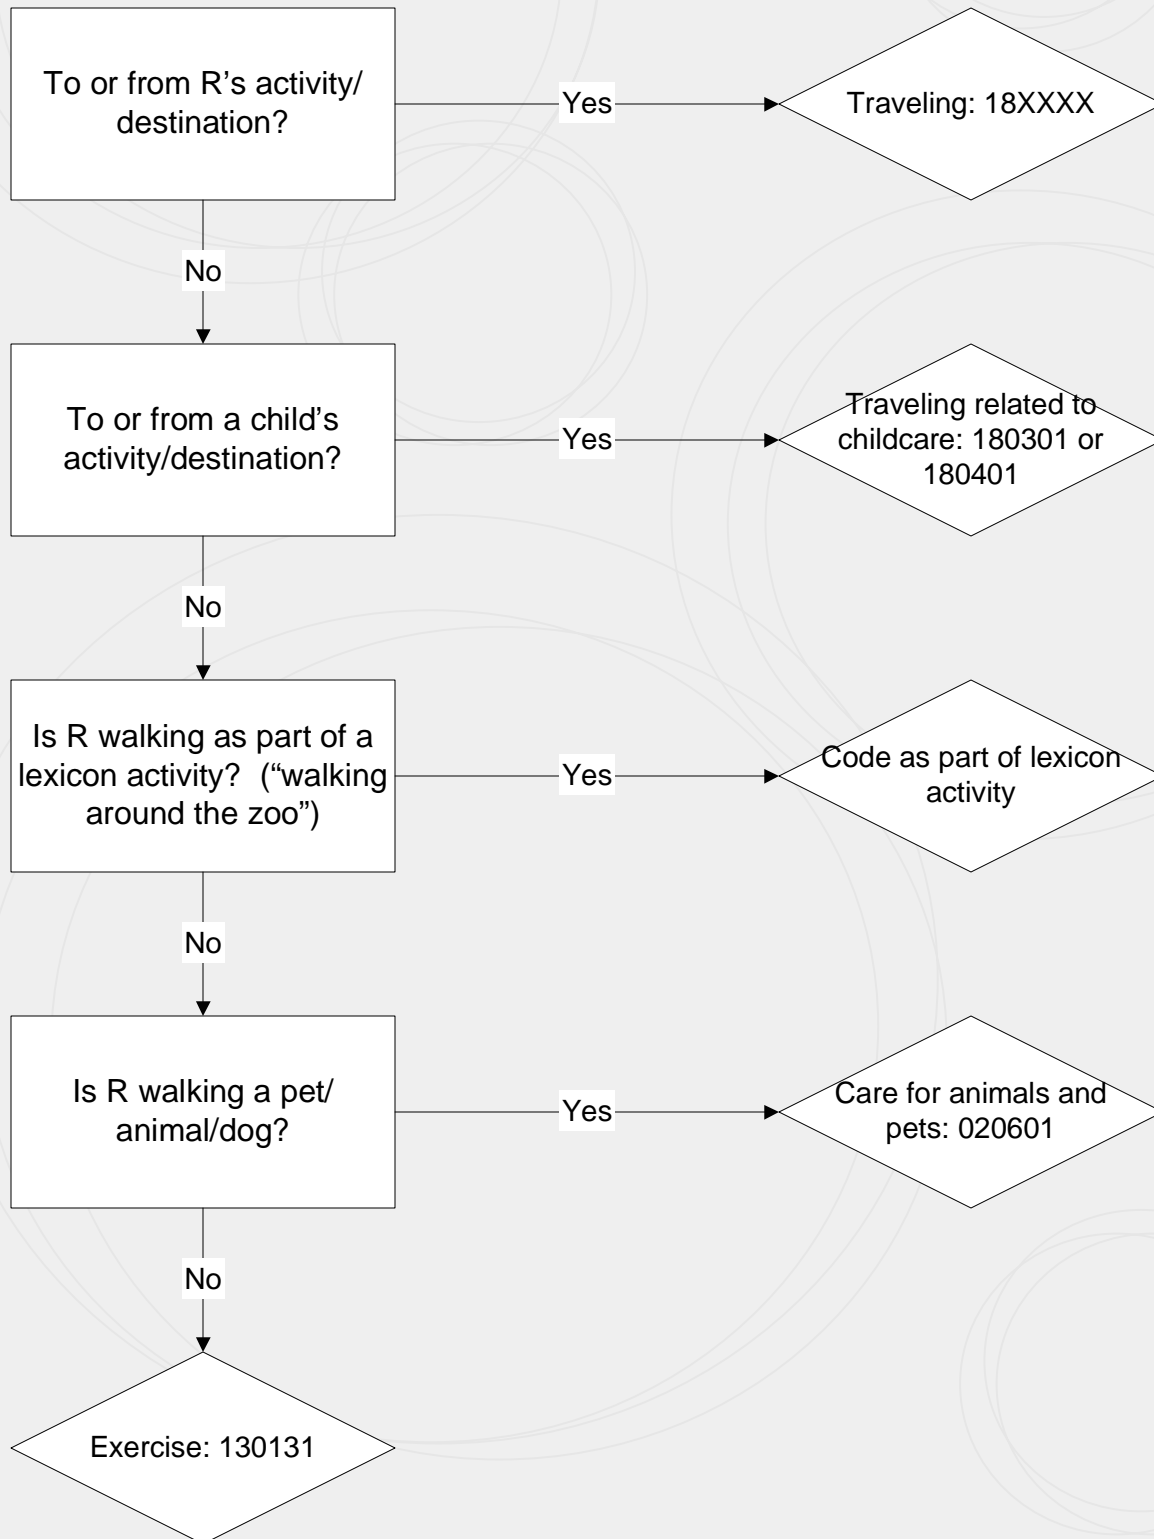 To or from R’s activity/
destination?
Yes
Traveling: 18XXXX
No
To or from a child’s
activity/destination?
Yes
Traveling related to
childcare: 180301 or
180401
No
Is R walking as part of a
lexicon activity?  (“walking
around the zoo”)
Yes
Code as part of lexicon
activity
No
Is R walking a pet/
animal/dog?
Yes
Care for animals and
pets: 020601
No
Exercise: 130131